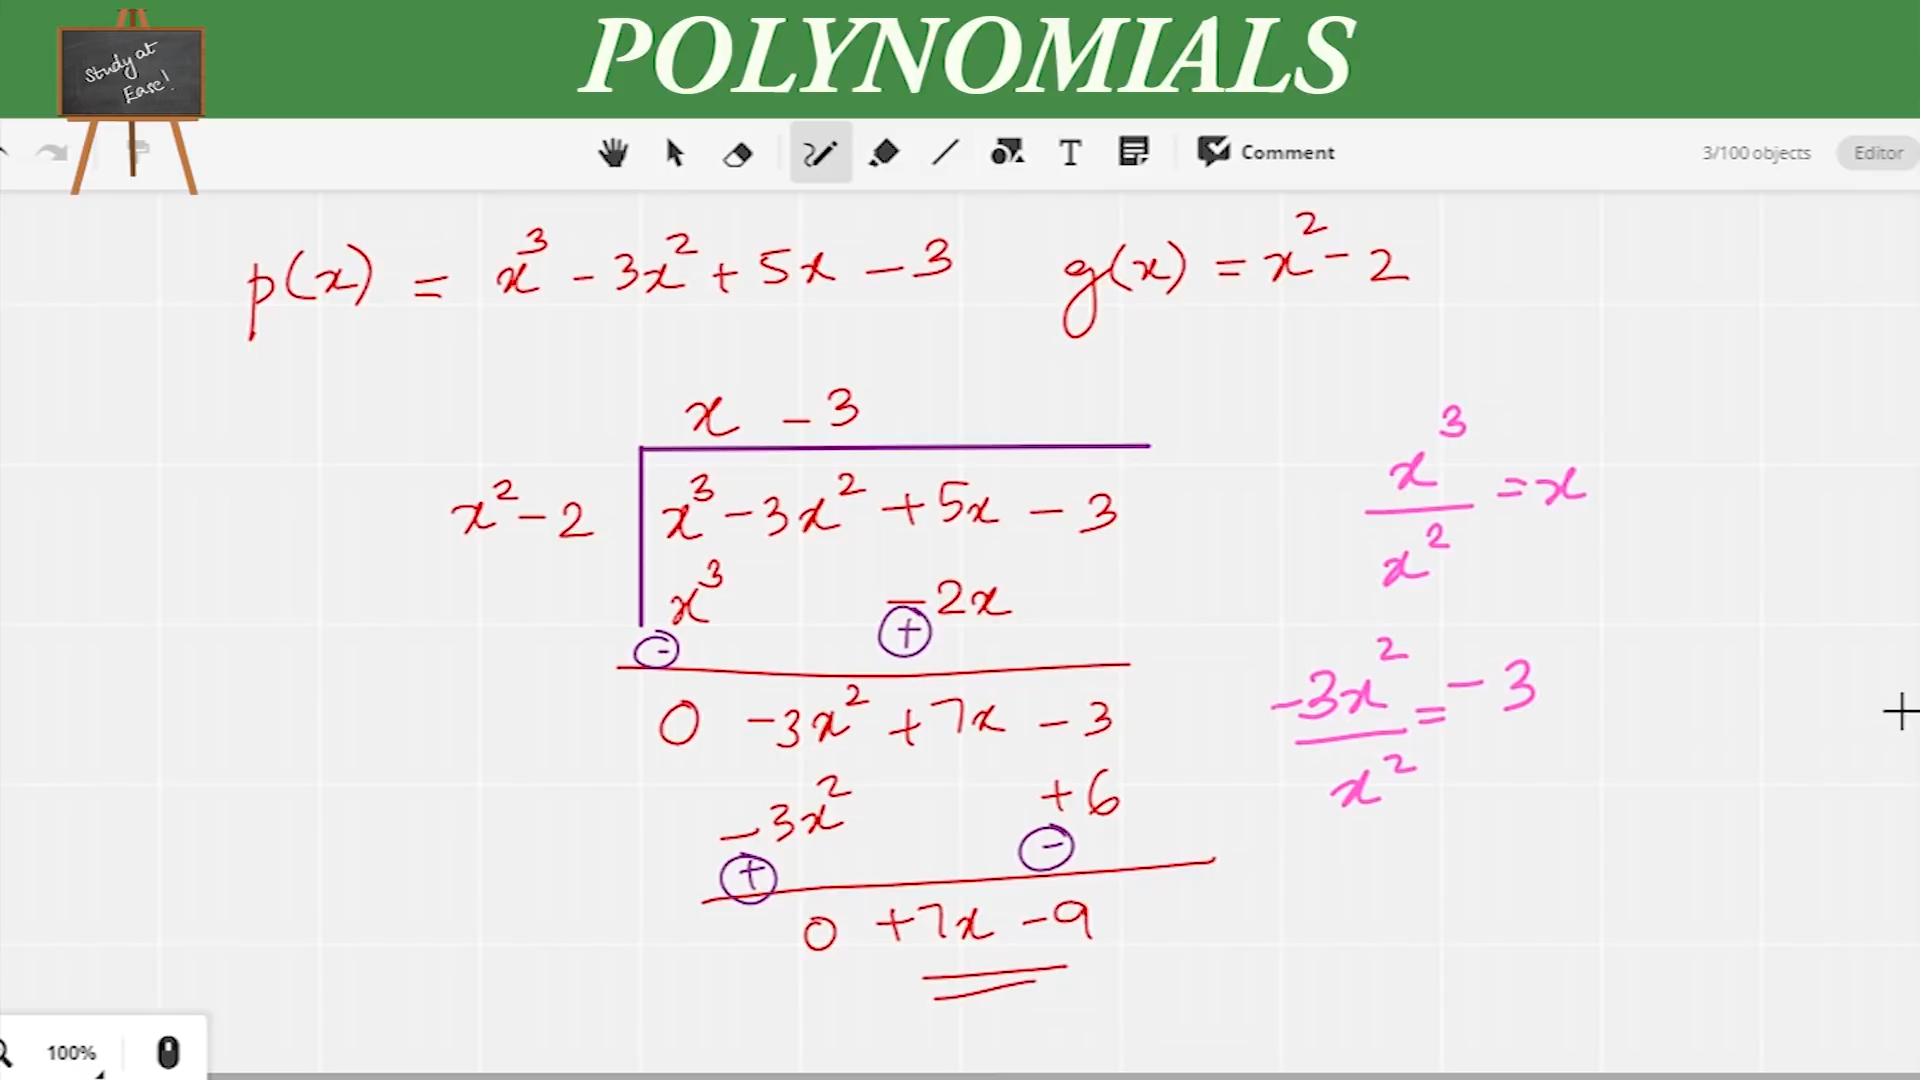 POLYNOMIALS
Study at
Ease!
Comment
3/100 objects
Editor
p(x) = x³ - 3x² + 5x - 3
g(x) = x² - 2
x - 3
x² - 2
x³ - 3x² + 5x - 3
x³ - 2x
- +
0 - 3x² + 7x - 3
- 3x² + 6
+ -
0 + 7x - 9
x³/x² = x
-3x²/x² = -3
100%